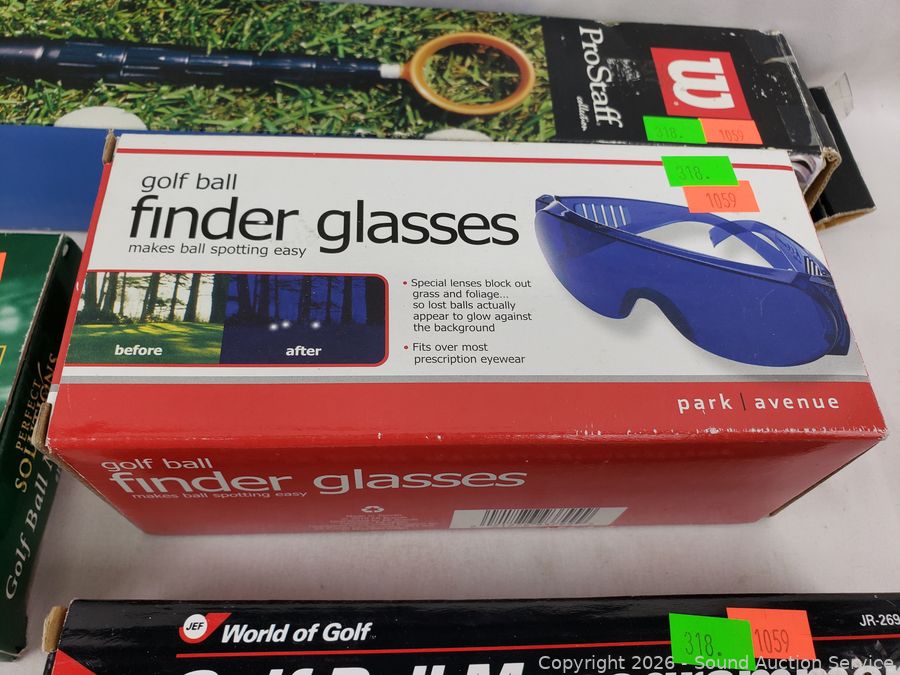 ProStaff
W
318.
1059
golf ball
finder glasses
makes ball spotting easy
318.
1059
• Special lenses block out
grass and foliage...
so lost balls actually
appear to glow against
the background
• Fits over most
prescription eyewear
before
after
park | avenue
golf ball
finder glasses
makes ball spotting easy
PERFECT
SOLUTIONS
Golf Ball
JEF
World of Golf
318.
1059
JR-269
Golf Ball
Copyright 2026 - Sound Auction Service